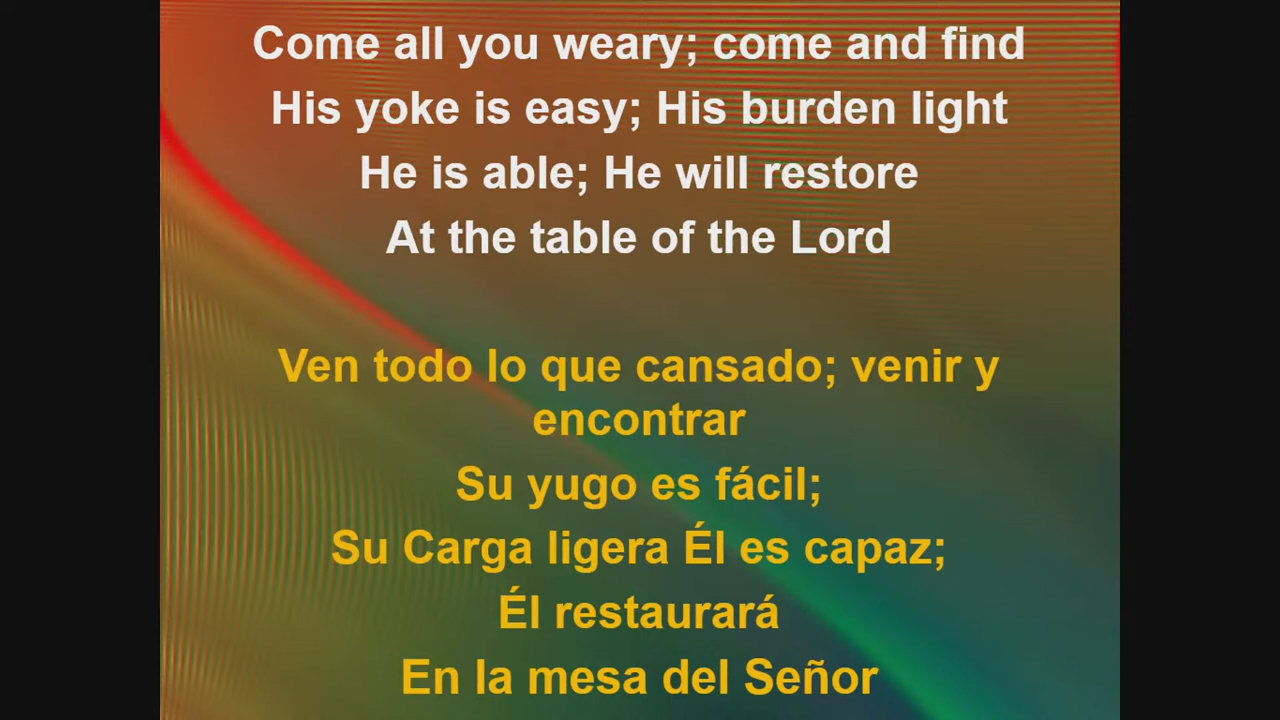 Come all you weary; come and find
His yoke is easy; His burden light
He is able; He will restore
At the table of the Lord
Ven todo lo que cansado; venir y
encontrar
Su yugo es fácil;
Su Carga ligera Él es capaz;
Él restaurará
En la mesa del Señor